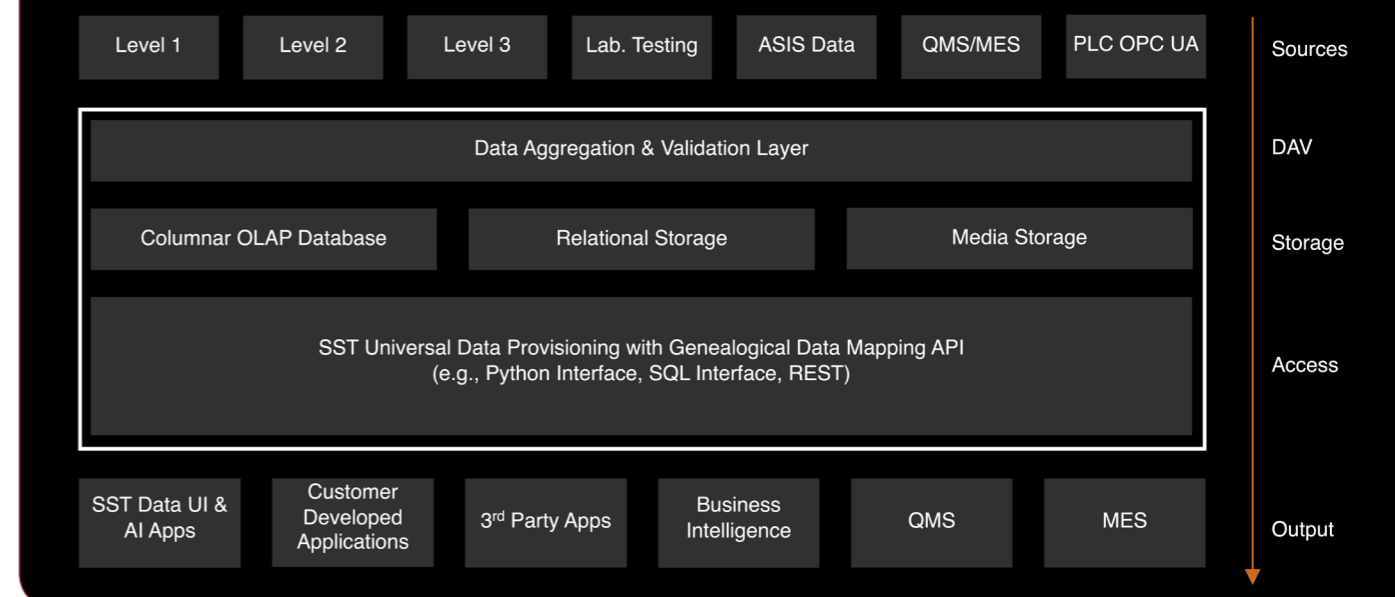 Level 1
Level 2
Level 3
Lab. Testing
ASIS Data
QMS/MES
PLC OPC UA
Sources
Data Aggregation & Validation Layer
DAV
Columnar OLAP Database
Relational Storage
Media Storage
Storage
SST Universal Data Provisioning with Genealogical Data Mapping API
(e.g., Python Interface, SQL Interface, REST)
Access
SST Data UI &
AI Apps
Customer
Developed
Applications
3rd Party Apps
Business
Intelligence
QMS
MES
Output